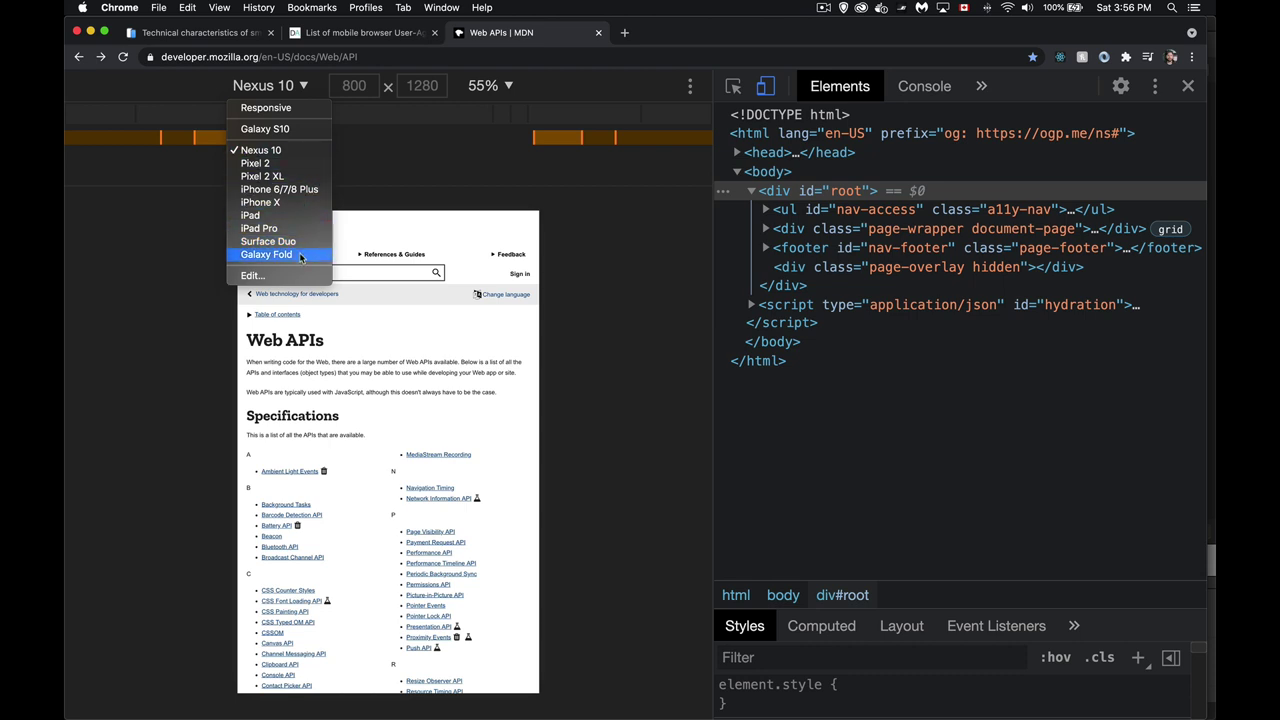 Chrome File Edit View History Bookmarks Profiles Tab Window Help 100% Sat 3:56 PM
Technical characteristics of sm
List of mobile browser User-Ag
Web APIs | MDN
developer.mozilla.org/en-US/docs/Web/API
Nexus 10 ▼ 800 × 1280 55% ▼
Responsive
Galaxy S10
✓ Nexus 10
Pixel 2
Pixel 2 XL
iPhone 6/7/8 Plus
iPhone X
iPad
iPad Pro
Surface Duo
Galaxy Fold
Edit...
References & Guides
Feedback
Sign in
Web technology for developers
Change language
Table of contents
Web APIs
When writing code for the Web, there are a large number of Web APIs available. Below is a list of all the
APIs and interfaces (object types) that you may be able to use while developing your Web app or site.
Web APIs are typically used with JavaScript, although this doesn't always have to be the case.
Specifications
This is a list of all the APIs that are available.
A
Ambient Light Events
B
Background Tasks
Barcode Detection API
Battery API
Beacon
Bluetooth API
Broadcast Channel API
C
CSS Counter Styles
CSS Font Loading API
CSS Painting API
CSS Typed OM API
CSSOM
Canvas API
Channel Messaging API
Clipboard API
Console API
Contact Picker API
MediaStream Recording
N
Navigation Timing
Network Information API
P
Page Visibility API
Payment Request API
Performance API
Performance Timeline API
Periodic Background Sync
Permissions API
Picture-in-Picture API
Pointer Events
Pointer Lock API
Presentation API
Proximity Events
Push API
R
Resize Observer API
Resource Timing API
Elements Console »
<!DOCTYPE html>
<html lang="en-US" prefix="og: https://ogp.me/ns#">
<head>…</head>
<body>
<div id="root"> == $0
<ul id="nav-access" class="a11y-nav">…</ul>
<div class="page-wrapper document-page">…</div> grid
<footer id="nav-footer" class="page-footer">…</footer>
<div class="page-overlay hidden"></div>
</div>
<script type="application/json" id="hydration">…
</script>
</body>
</html>
html body div#root
Styles Computed Layout Event Listeners »
Filter :hov .cls +
element.style {
}